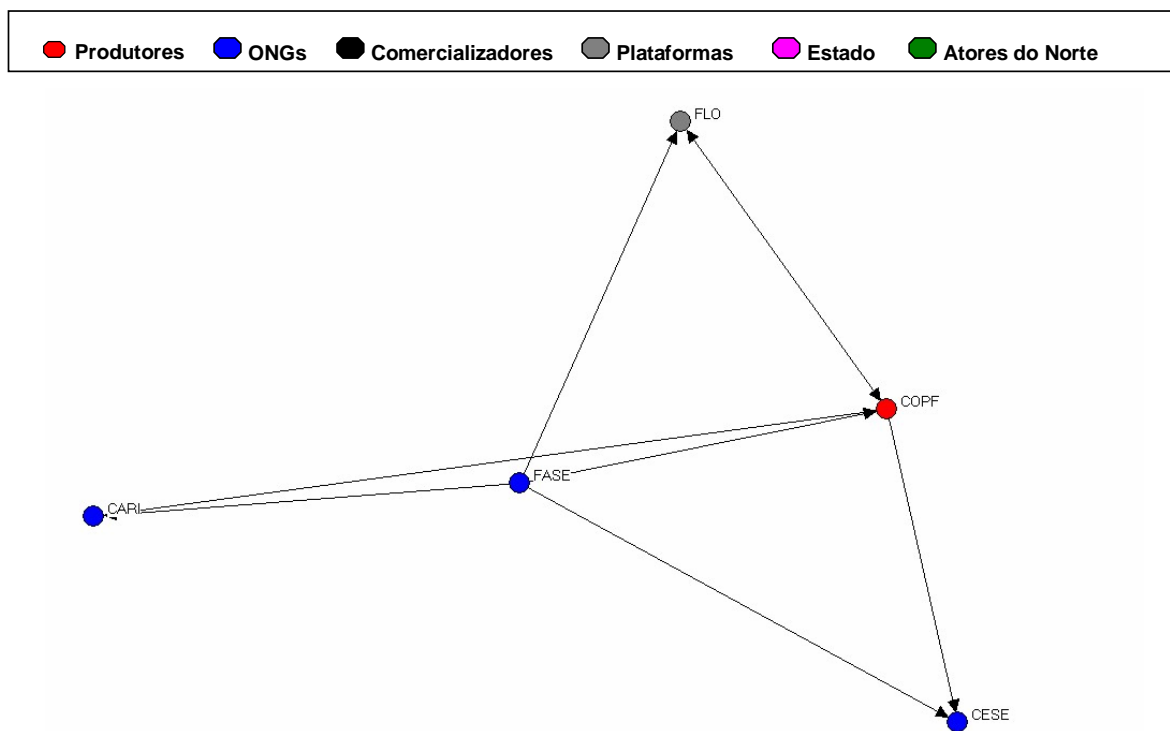 Produtores ONGs Comercializadores Plataformas Estado Atores do Norte
FLO
COPF
FASE
CARI
CESE